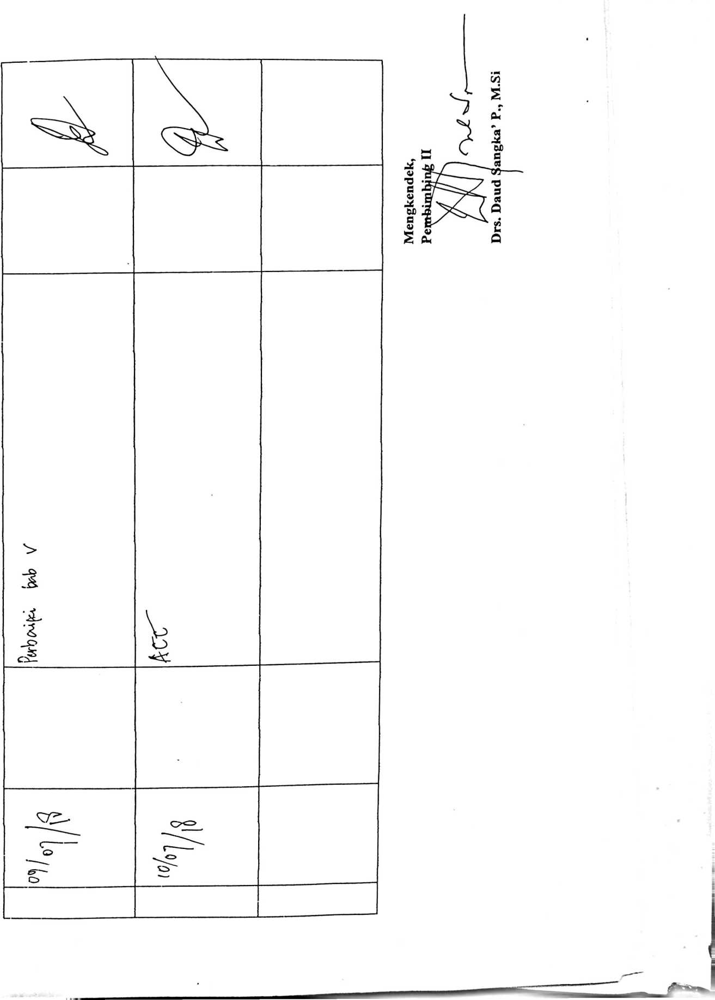 09/07/18 Perbaiki bab V
10/07/18 ACC
Mengkendek,
Pembimbing II
Drs. Daud Sangka' P., M.Si